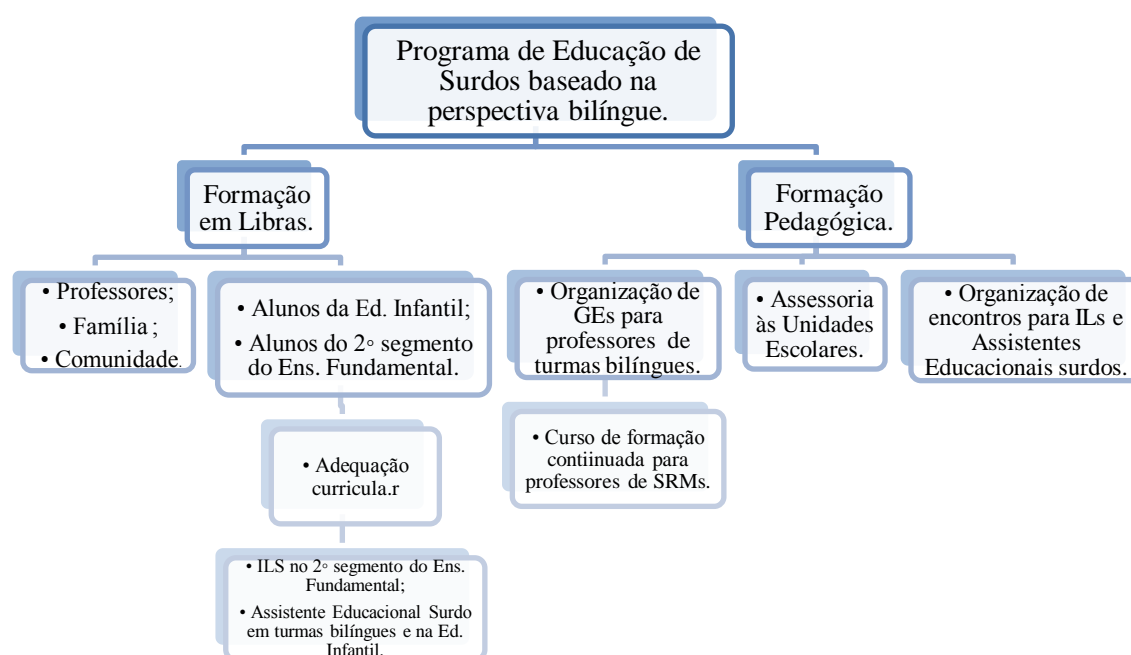 Programa de Educação de
Surdos baseado na
perspectiva bilíngue.
Formação
em Libras.
Formação
Pedagógica.
• Professores;
• Família ;
• Comunidade.
• Alunos da Ed. Infantil;
• Alunos do 2◦ segmento
do Ens. Fundamental.
• Organização de
GEs para
professores de
turmas bilíngues.
• Assessoria
às Unidades
Escolares.
• Organização de
encontros para ILs e
Assistentes
Educacionais surdos.
• Adequação
curricula.r
• Curso de formação
contiinuada para
professores de SRMs.
• ILS no 2◦ segmento do Ens.
Fundamental;
• Assistente Educacional Surdo
em turmas bilíngues e na Ed.
Infantil.